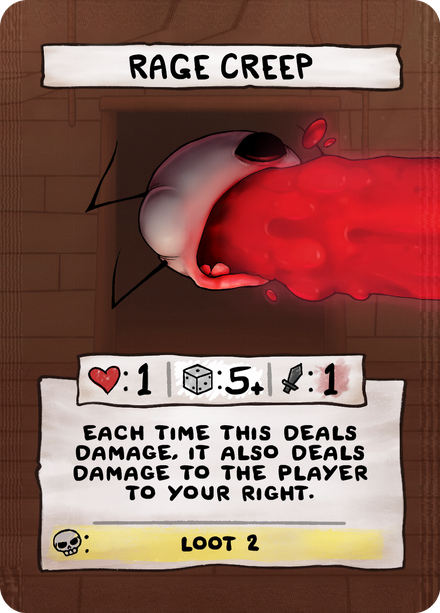 RAGE CREEP
:1 :5+ :1
EACH TIME THIS DEALS
DAMAGE, IT ALSO DEALS
DAMAGE TO THE PLAYER
TO YOUR RIGHT.
: LOOT 2